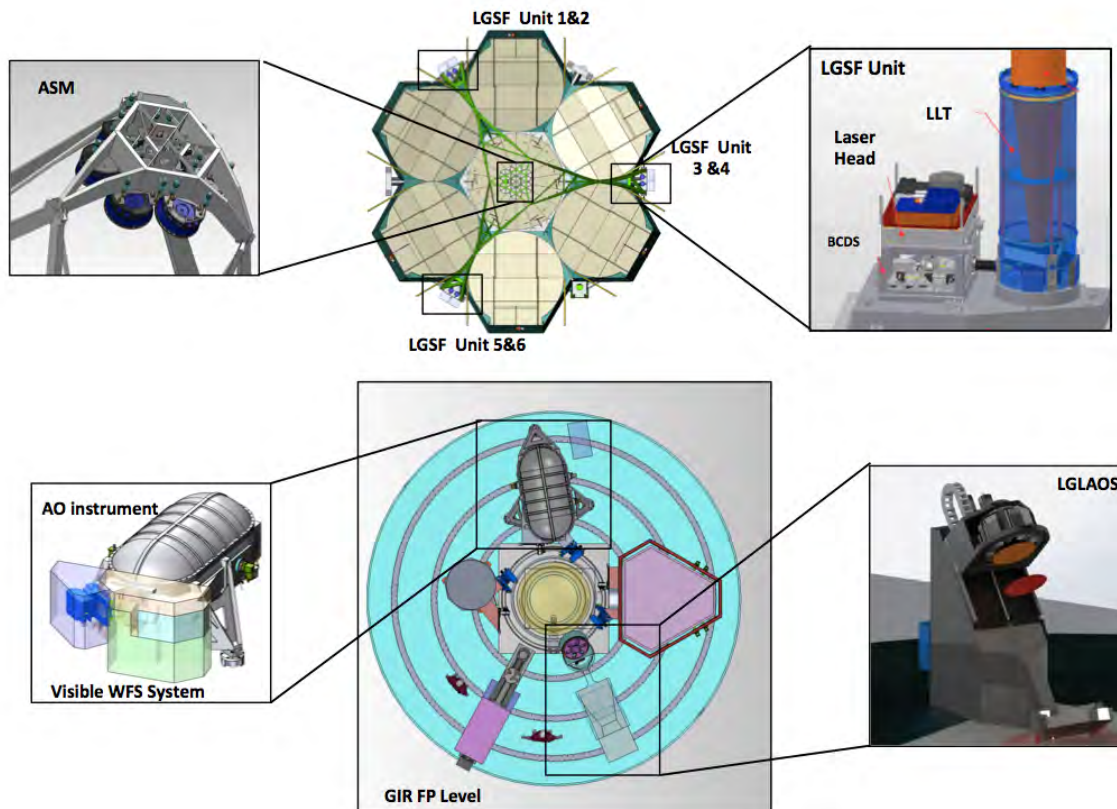 LGSF Unit 1&2
ASM
LGSF Unit
LLT
Laser
Head
BCDS
LGSF Unit
3 &4
LGSF Unit 5&6
AO instrument
Visible WFS System
LGLAOS
GIR FP Level